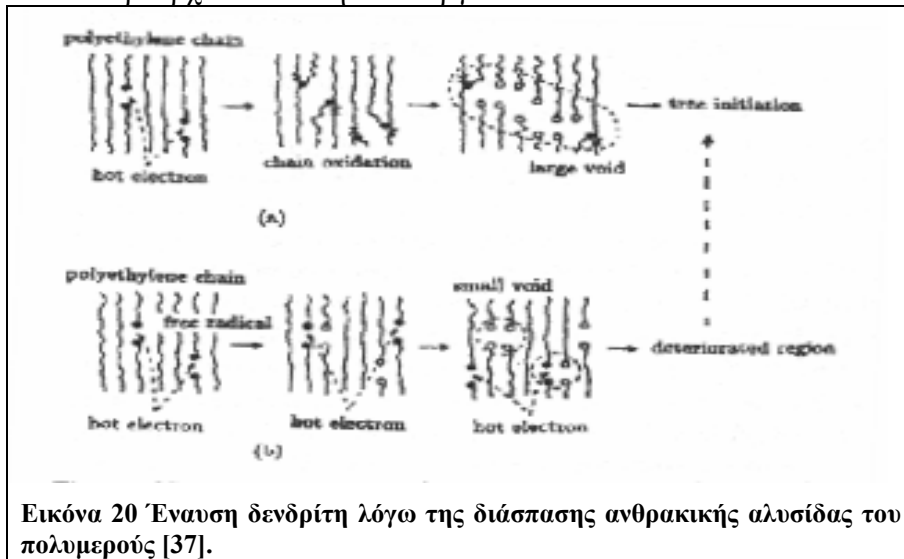 polyethylene chain
hot electron
chain oxidation
large void
tree initiation
(a)
polyethylene chain
free radical
small void
deteriorated region
hot electron
hot electron
hot electron
(b)
Εικόνα 20 Έναυση δενδρίτη λόγω της διάσπασης ανθρακικής αλυσίδας του
πολυμερούς [37].